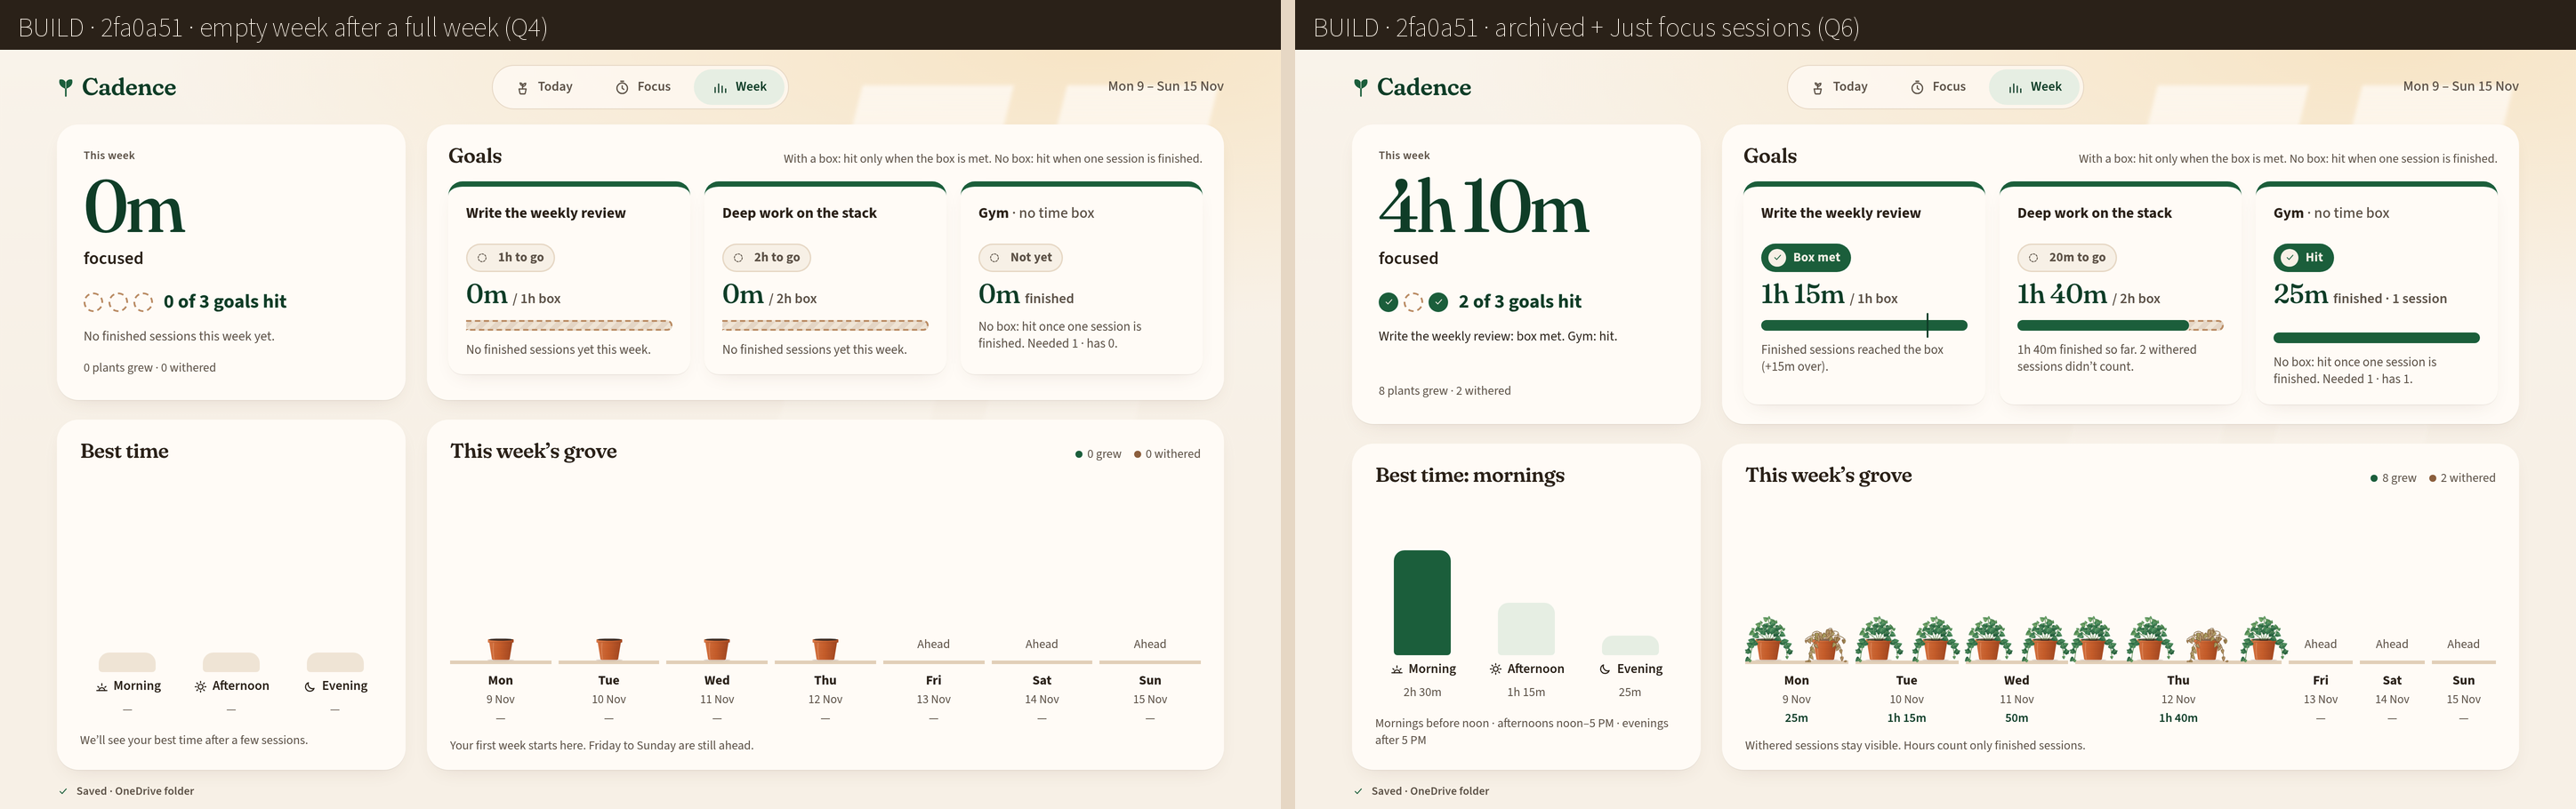 BUILD · 2fa0a51 · empty week after a full week (Q4)
Cadence
Today
Focus
Week
Mon 9 – Sun 15 Nov
This week
0m
focused
0 of 3 goals hit
No finished sessions this week yet.
0 plants grew · 0 withered
Goals
With a box: hit only when the box is met. No box: hit when one session is finished.
Write the weekly review
1h to go
0m / 1h box
No finished sessions yet this week.
Deep work on the stack
2h to go
0m / 2h box
No finished sessions yet this week.
Gym · no time box
Not yet
0m finished
No box: hit once one session is
finished. Needed 1 · has 0.
Best time
Morning
Afternoon
Evening
—
—
—
We'll see your best time after a few sessions.
This week's grove
0 grew
0 withered
Ahead
Ahead
Ahead
Mon
Tue
Wed
Thu
Fri
Sat
Sun
9 Nov
10 Nov
11 Nov
12 Nov
13 Nov
14 Nov
15 Nov
—
—
—
—
—
—
—
Your first week starts here. Friday to Sunday are still ahead.
Saved · OneDrive folder
BUILD · 2fa0a51 · archived + Just focus sessions (Q6)
Cadence
Today
Focus
Week
Mon 9 – Sun 15 Nov
This week
4h 10m
focused
2 of 3 goals hit
Write the weekly review: box met. Gym: hit.
8 plants grew · 2 withered
Goals
With a box: hit only when the box is met. No box: hit when one session is finished.
Write the weekly review
Box met
1h 15m / 1h box
Finished sessions reached the box
(+15m over).
Deep work on the stack
20m to go
1h 40m / 2h box
1h 40m finished so far. 2 withered
sessions didn't count.
Gym · no time box
Hit
25m finished · 1 session
No box: hit once one session is
finished. Needed 1 · has 1.
Best time: mornings
Morning
Afternoon
Evening
2h 30m
1h 15m
25m
Mornings before noon · afternoons noon–5 PM · evenings
after 5 PM
This week's grove
8 grew
2 withered
Ahead
Ahead
Ahead
Mon
Tue
Wed
Thu
Fri
Sat
Sun
9 Nov
10 Nov
11 Nov
12 Nov
13 Nov
14 Nov
15 Nov
25m
1h 15m
50m
1h 40m
—
—
—
Withered sessions stay visible. Hours count only finished sessions.
Saved · OneDrive folder